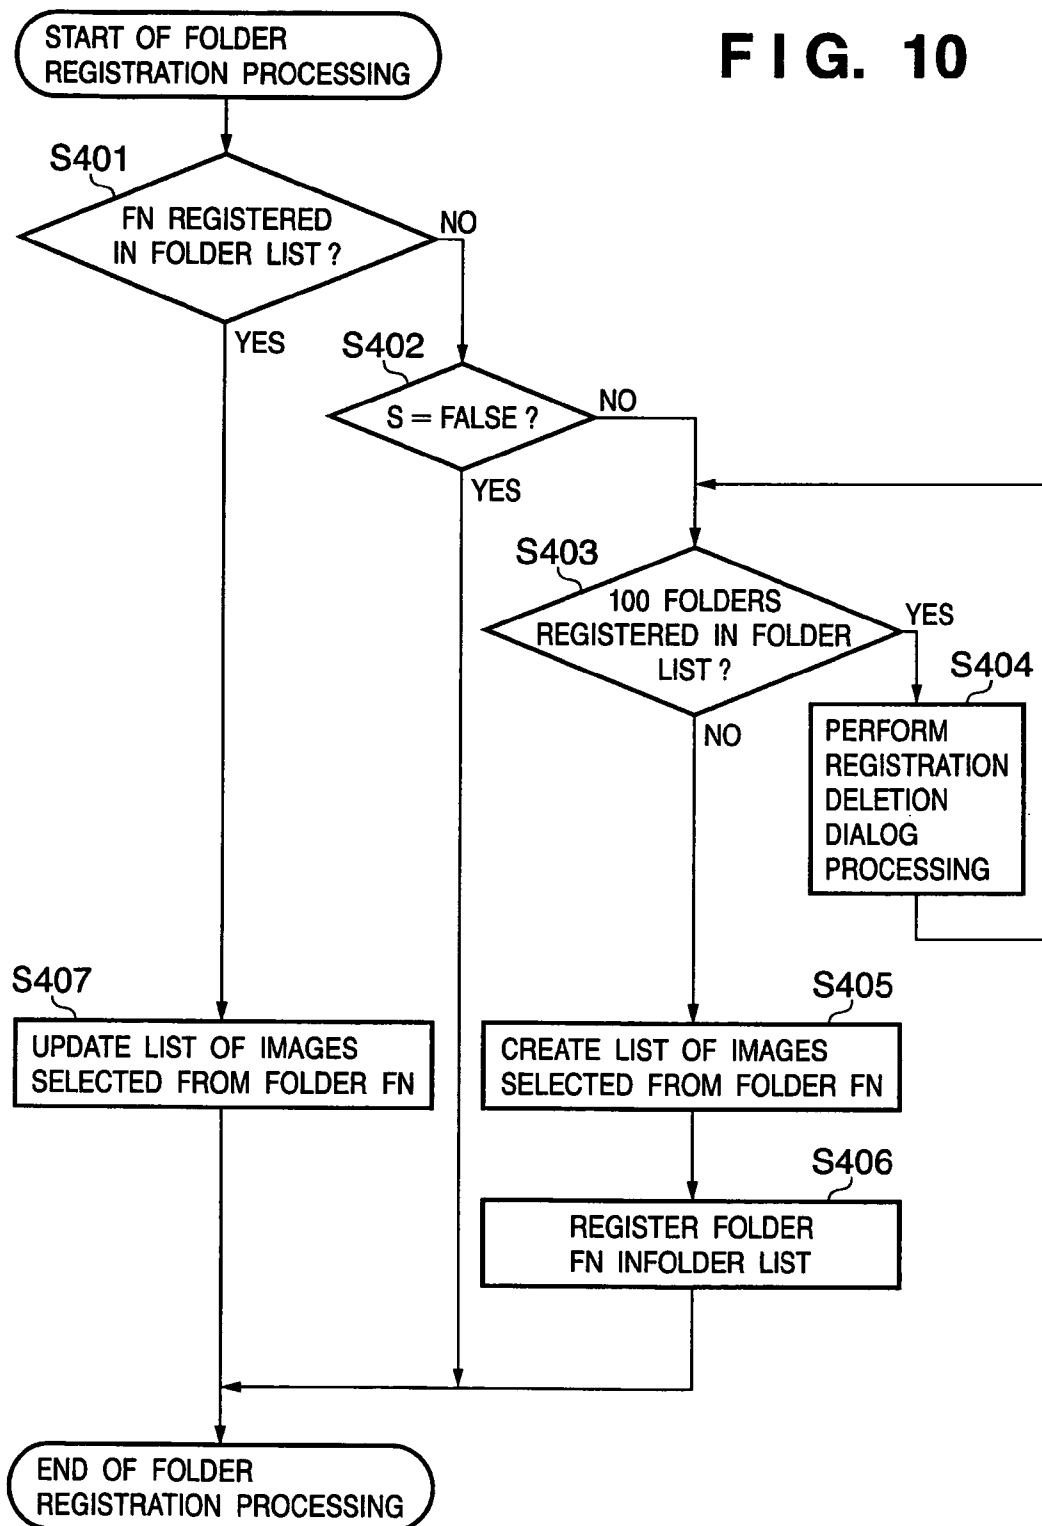 START OF FOLDER
REGISTRATION PROCESSING
FIG. 10
S401
FN REGISTERED
IN FOLDER LIST?
NO
YES
S402
S = FALSE?
NO
YES
S403
100 FOLDERS
REGISTERED IN FOLDER
LIST?
YES
NO
S404
PERFORM
REGISTRATION
DELETION
DIALOG
PROCESSING
S407
UPDATE LIST OF IMAGES
SELECTED FROM FOLDER FN
S405
CREATE LIST OF IMAGES
SELECTED FROM FOLDER FN
S406
REGISTER FOLDER
FN INFOLDER LIST
END OF FOLDER
REGISTRATION PROCESSING